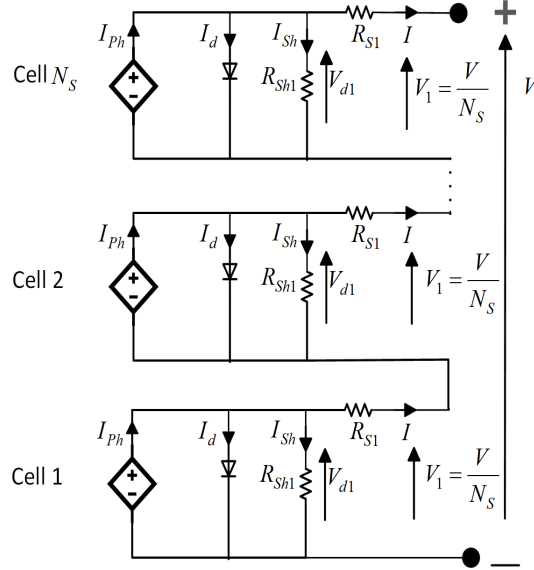 I_Ph I_d I_Sh R_S1 I +
Cell N_S + - R_Sh1 V_d1 V_1 = V/N_S V
I_Ph I_d I_Sh R_S1 I
Cell 2 + - R_Sh1 V_d1 V_1 = V/N_S
I_Ph I_d I_Sh R_S1 I
Cell 1 + - R_Sh1 V_d1 V_1 = V/N_S
—